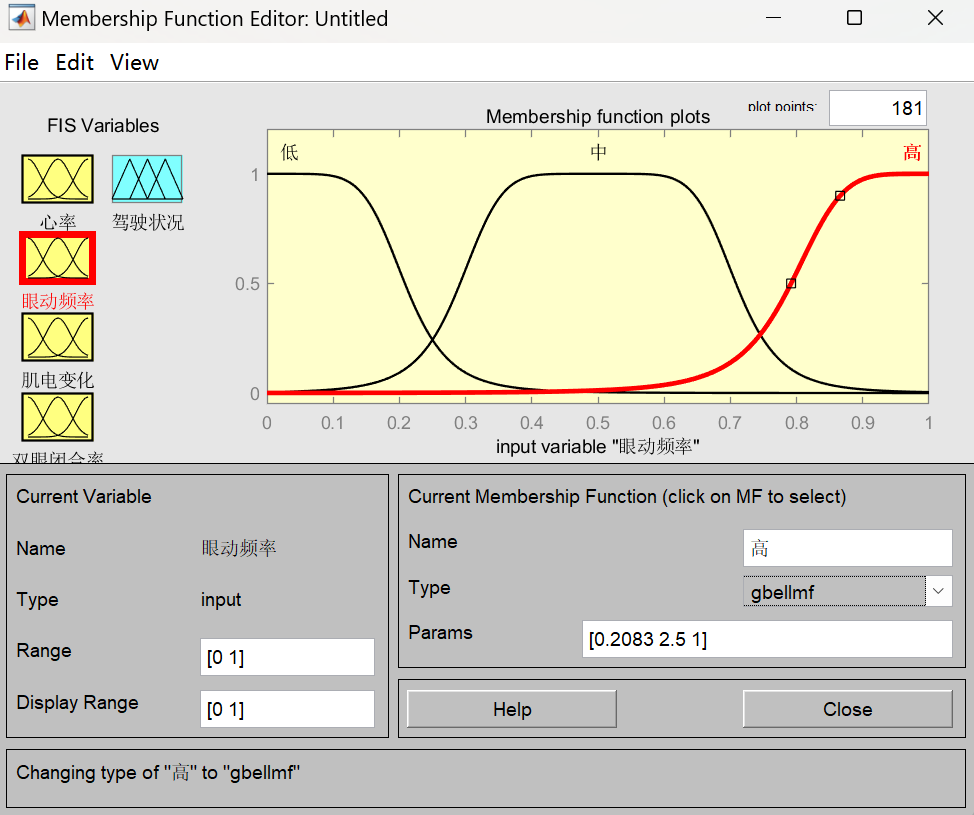 Membership Function Editor: Untitled
File Edit View
FIS Variables
心率
驾驶状况
眼动频率
肌电变化
双眼闭合率
Membership function plots
plot points:
181
低 中 高
1
0.5
0
0 0.1 0.2 0.3 0.4 0.5 0.6 0.7 0.8 0.9 1
input variable "眼动频率"
Current Variable
Name 眼动频率
Type input
Range [0 1]
Display Range [0 1]
Current Membership Function (click on MF to select)
Name 高
Type gbellmf
Params [0.2083 2.5 1]
Help Close
Changing type of "高" to "gbellmf"